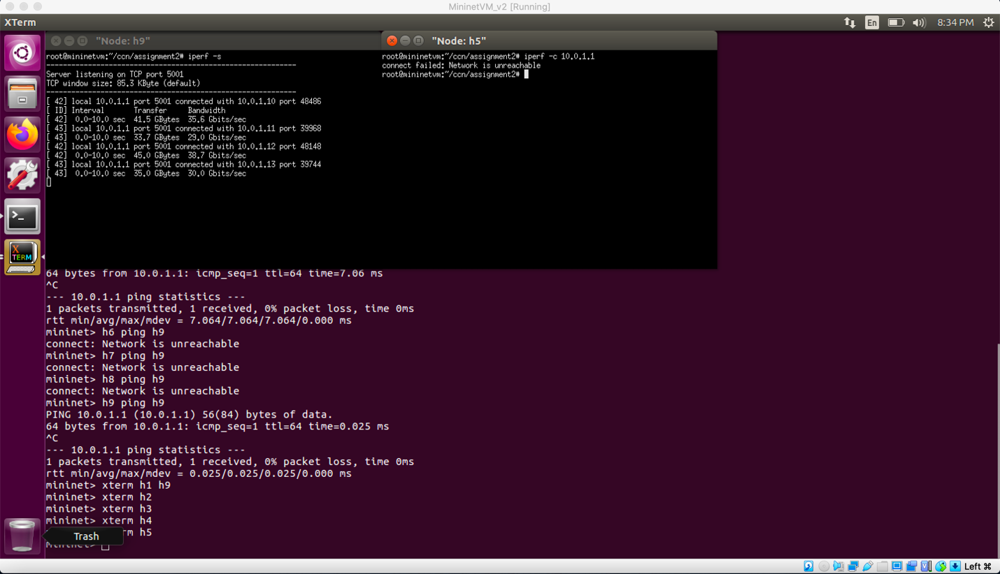 MininetVM_v2 [Running]
XTerm
En
8:34 PM
"Node: h9"
root@mininetvm:~/ccn/assignment2# iperf -s
------------------------------------------------------------
Server listening on TCP port 5001
TCP window size: 85.3 KByte (default)
------------------------------------------------------------
[ 42] local 10.0.1.1 port 5001 connected with 10.0.1.10 port 48486
[ ID] Interval       Transfer     Bandwidth
[ 42]  0.0-10.0 sec  41.5 GBytes  35.6 Gbits/sec
[ 43] local 10.0.1.1 port 5001 connected with 10.0.1.11 port 39968
[ 43]  0.0-10.0 sec  33.7 GBytes  29.0 Gbits/sec
[ 42] local 10.0.1.1 port 5001 connected with 10.0.1.12 port 48148
[ 42]  0.0-10.0 sec  45.0 GBytes  38.7 Gbits/sec
[ 43] local 10.0.1.1 port 5001 connected with 10.0.1.13 port 39744
[ 43]  0.0-10.0 sec  35.0 GBytes  30.0 Gbits/sec
"Node: h5"
root@mininetvm:~/ccn/assignment2# iperf -c 10.0.1.1
connect failed: Network is unreachable
root@mininetvm:~/ccn/assignment2#
X
TERM
64 bytes from 10.0.1.1: icmp_seq=1 ttl=64 time=7.06 ms
^C
--- 10.0.1.1 ping statistics ---
1 packets transmitted, 1 received, 0% packet loss, time 0ms
rtt min/avg/max/mdev = 7.064/7.064/7.064/0.000 ms
mininet> h6 ping h9
connect: Network is unreachable
mininet> h7 ping h9
connect: Network is unreachable
mininet> h8 ping h9
connect: Network is unreachable
mininet> h9 ping h9
PING 10.0.1.1 (10.0.1.1) 56(84) bytes of data.
64 bytes from 10.0.1.1: icmp_seq=1 ttl=64 time=0.025 ms
^C
--- 10.0.1.1 ping statistics ---
1 packets transmitted, 1 received, 0% packet loss, time 0ms
rtt min/avg/max/mdev = 0.025/0.025/0.025/0.000 ms
mininet> xterm h1 h9
mininet> xterm h2
mininet> xterm h3
mininet> xterm h4
rm h5
Trash
Left ⌘